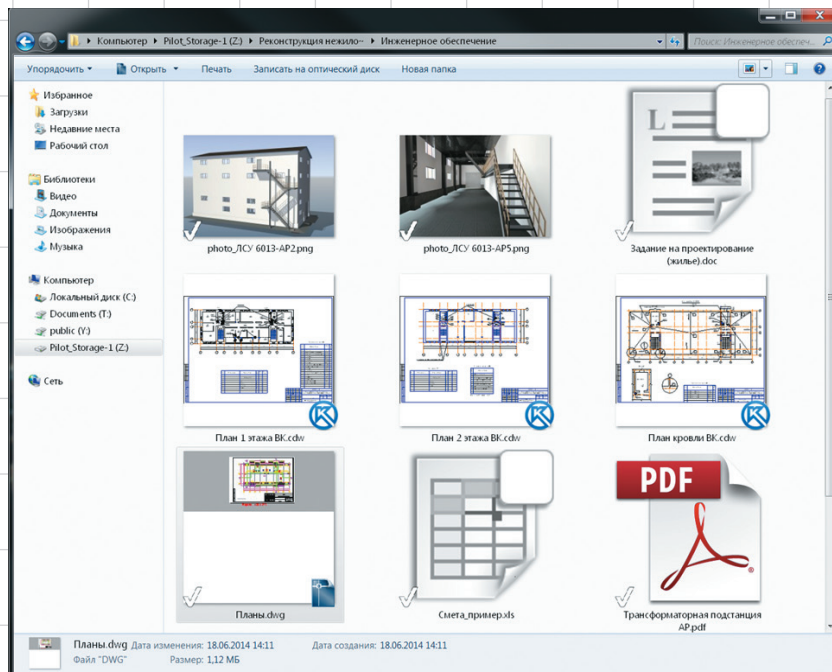 Компьютер Pilot_Storage-1 (Z:) Реконструкция нежило-- Инженерное обеспечение
Поиск: Инженерное обеспеч...
Упорядочить Открыть Печать Записать на оптический диск Новая папка
Избранное
Загрузки
Недавние места
Рабочий стол
Библиотеки
Видео
Документы
Изображения
Музыка
Компьютер
Локальный диск (C:)
Documents (T:)
public (Y:)
Pilot_Storage-1 (Z:)
Сеть
photo_ЛСУ 6013-АР2.png
photo_ЛСУ 6013-АР5.png
L
Задание на проектирование
(жилье).doc
План 1 этажа ВК.cdw
План 2 этажа ВК.cdw
План кровли ВК.cdw
PDF
Планы.dwg
Смета_пример.xls
Трансформаторная подстанция
АР.pdf
Планы.dwg Дата изменения: 18.06.2014 14:11 Дата создания: 18.06.2014 14:11
Файл "DWG" Размер: 1,12 МБ